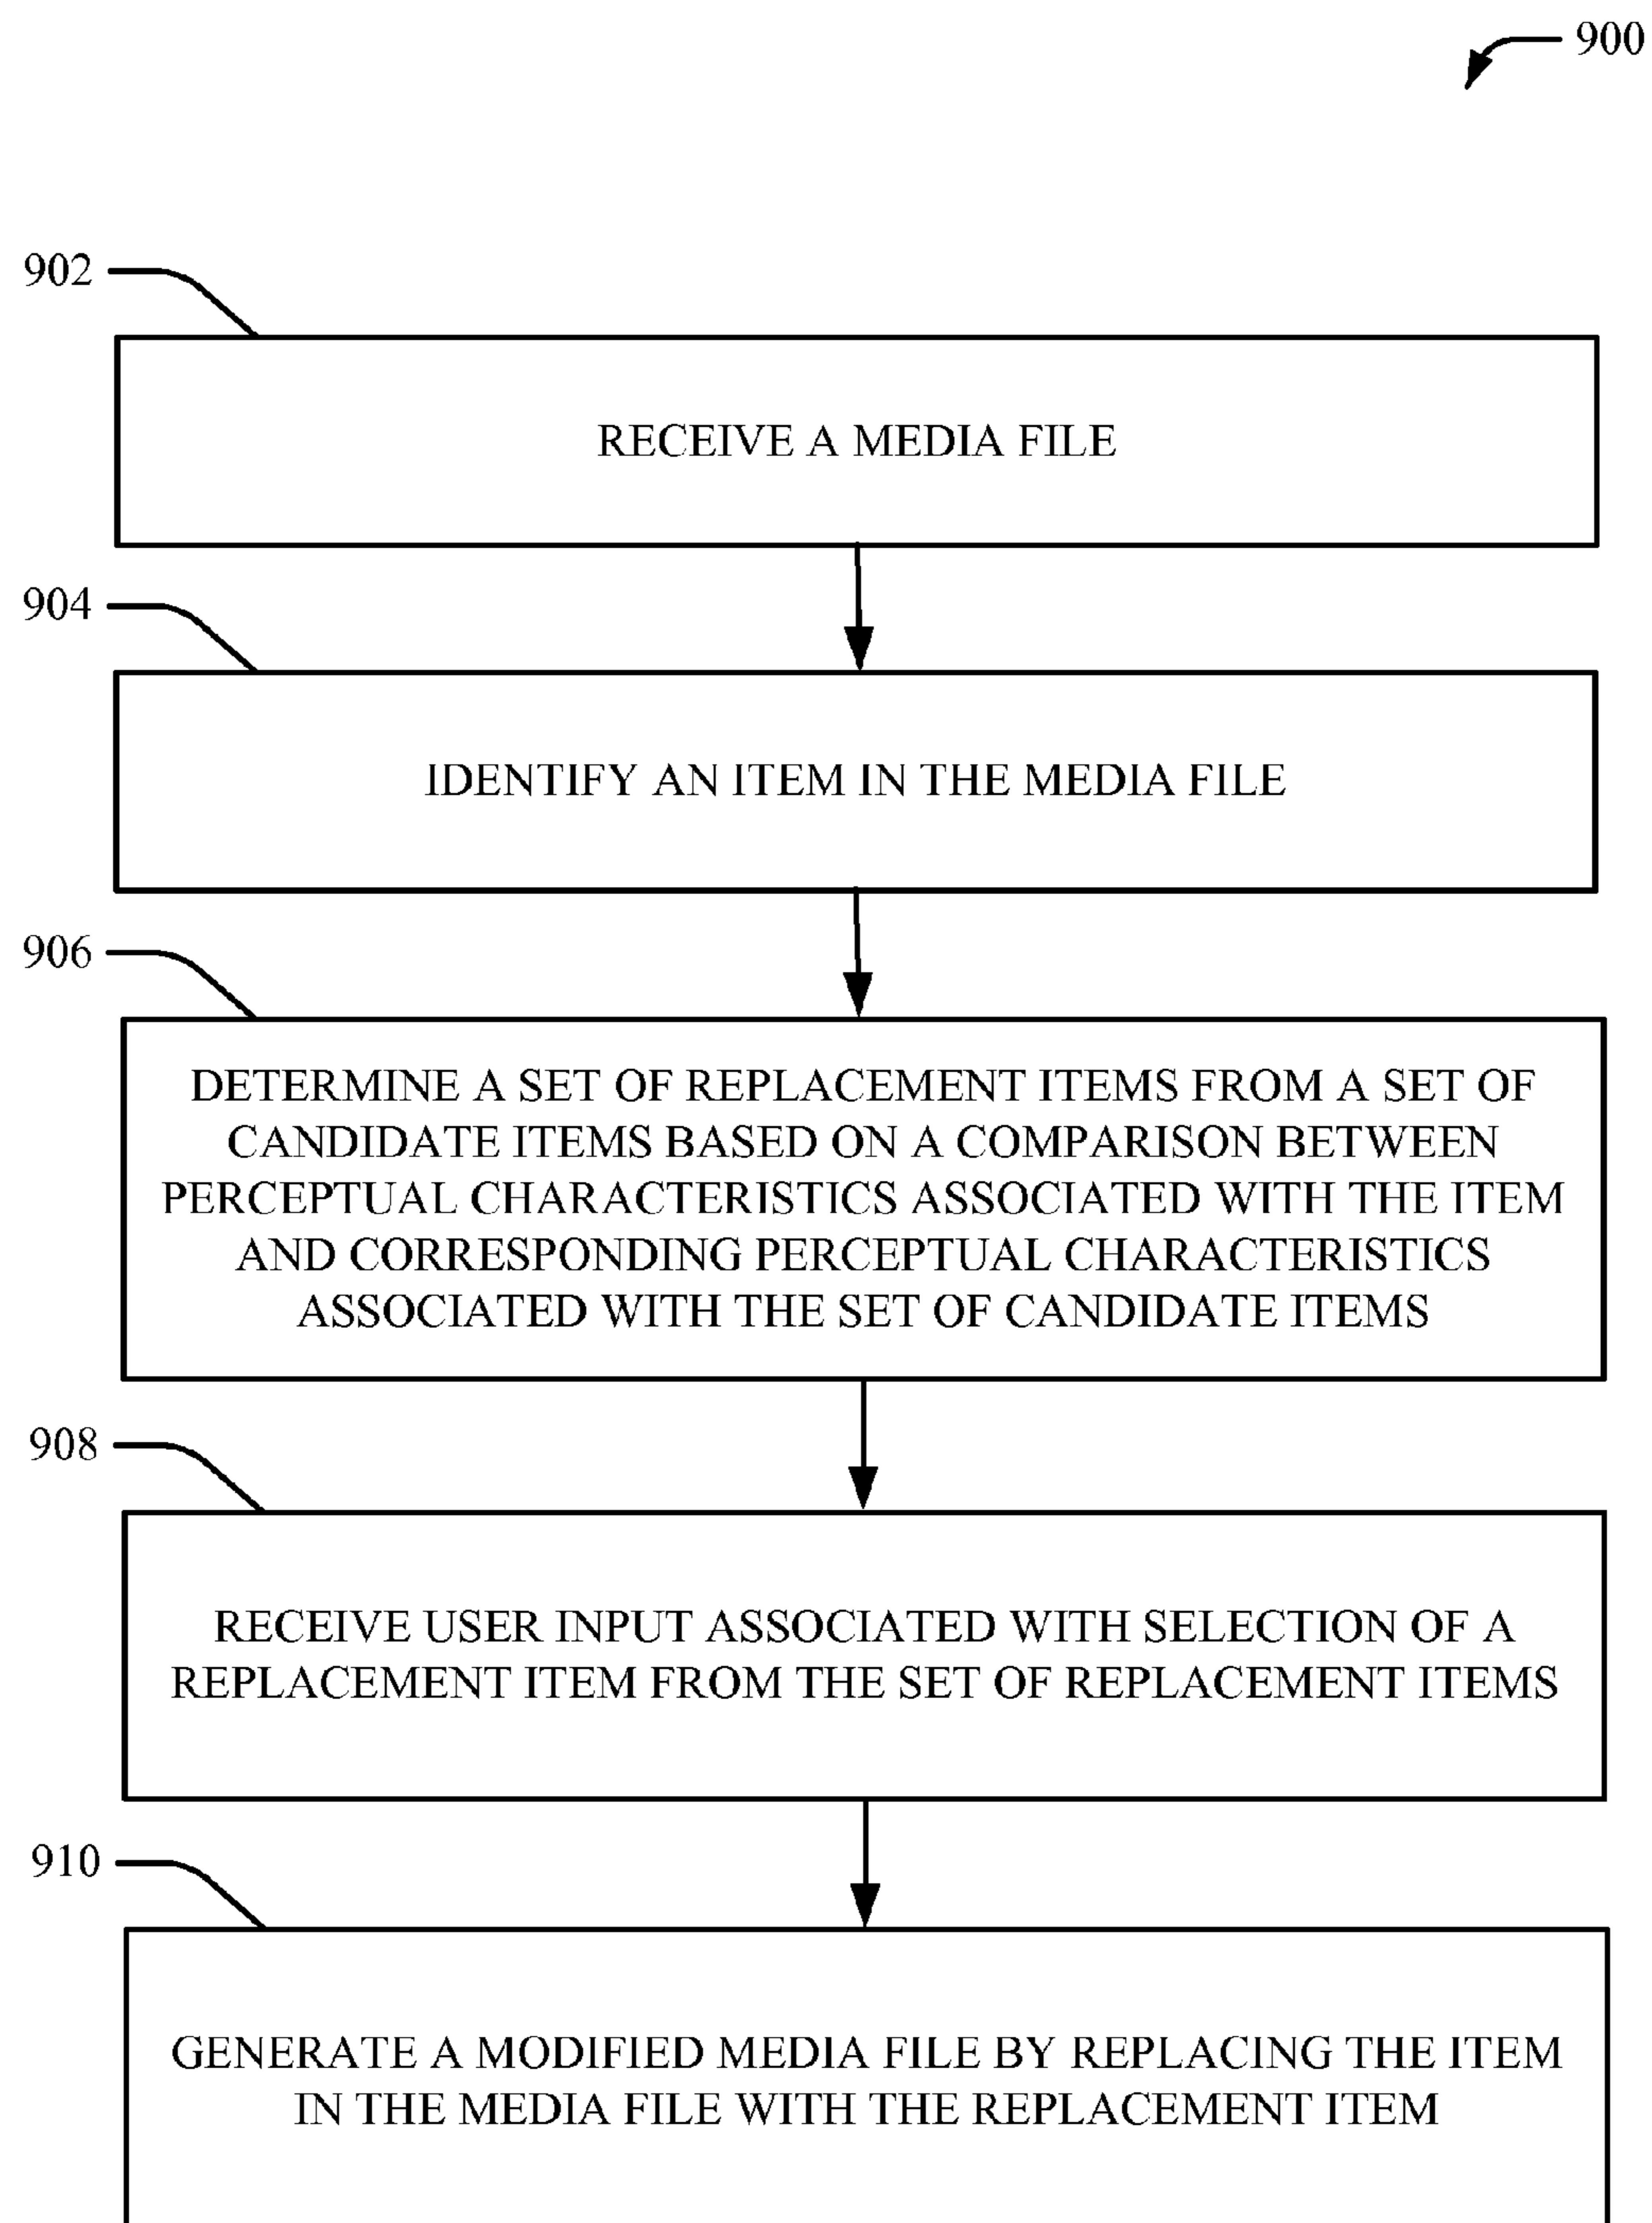 900
902
RECEIVE A MEDIA FILE
904
IDENTIFY AN ITEM IN THE MEDIA FILE
906
DETERMINE A SET OF REPLACEMENT ITEMS FROM A SET OF
CANDIDATE ITEMS BASED ON A COMPARISON BETWEEN
PERCEPTUAL CHARACTERISTICS ASSOCIATED WITH THE ITEM
AND CORRESPONDING PERCEPTUAL CHARACTERISTICS
ASSOCIATED WITH THE SET OF CANDIDATE ITEMS
908
RECEIVE USER INPUT ASSOCIATED WITH SELECTION OF A
REPLACEMENT ITEM FROM THE SET OF REPLACEMENT ITEMS
910
GENERATE A MODIFIED MEDIA FILE BY REPLACING THE ITEM
IN THE MEDIA FILE WITH THE REPLACEMENT ITEM